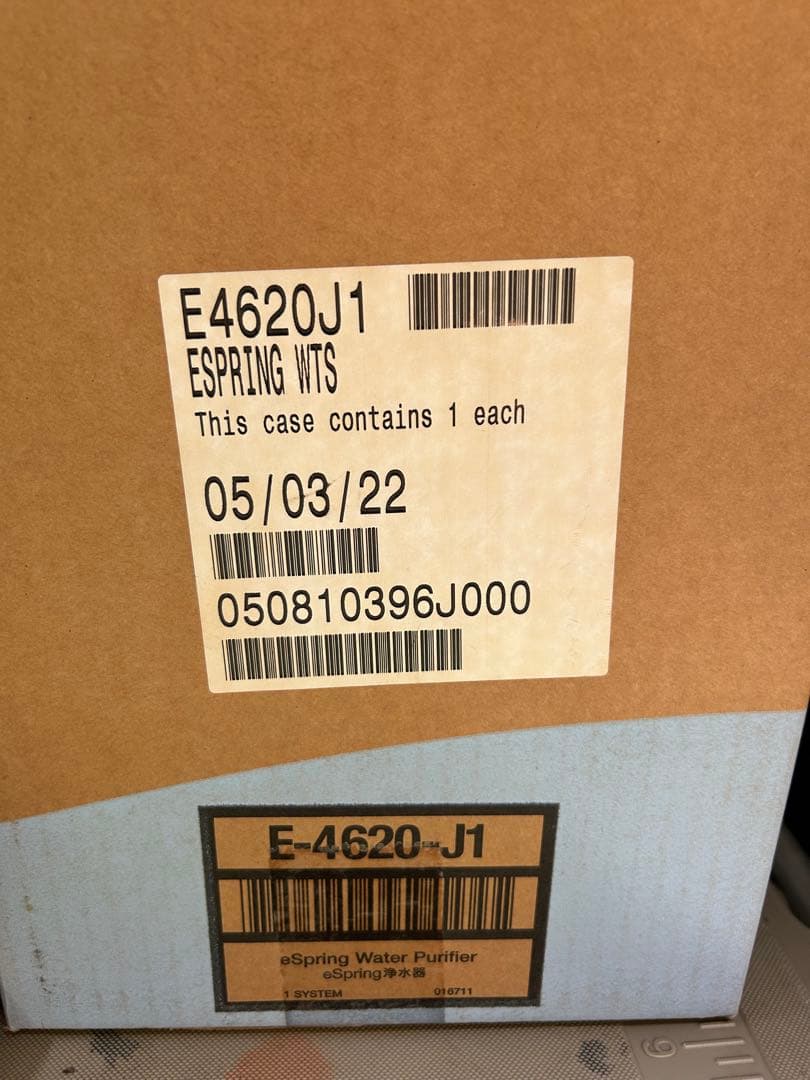 E4620J1
ESPRING WTS
This case contains 1 each
05/03/22
050810396J000
E-4620-J1
eSpring Water Purifier
eSpring浄水器
1 SYSTEM 016711